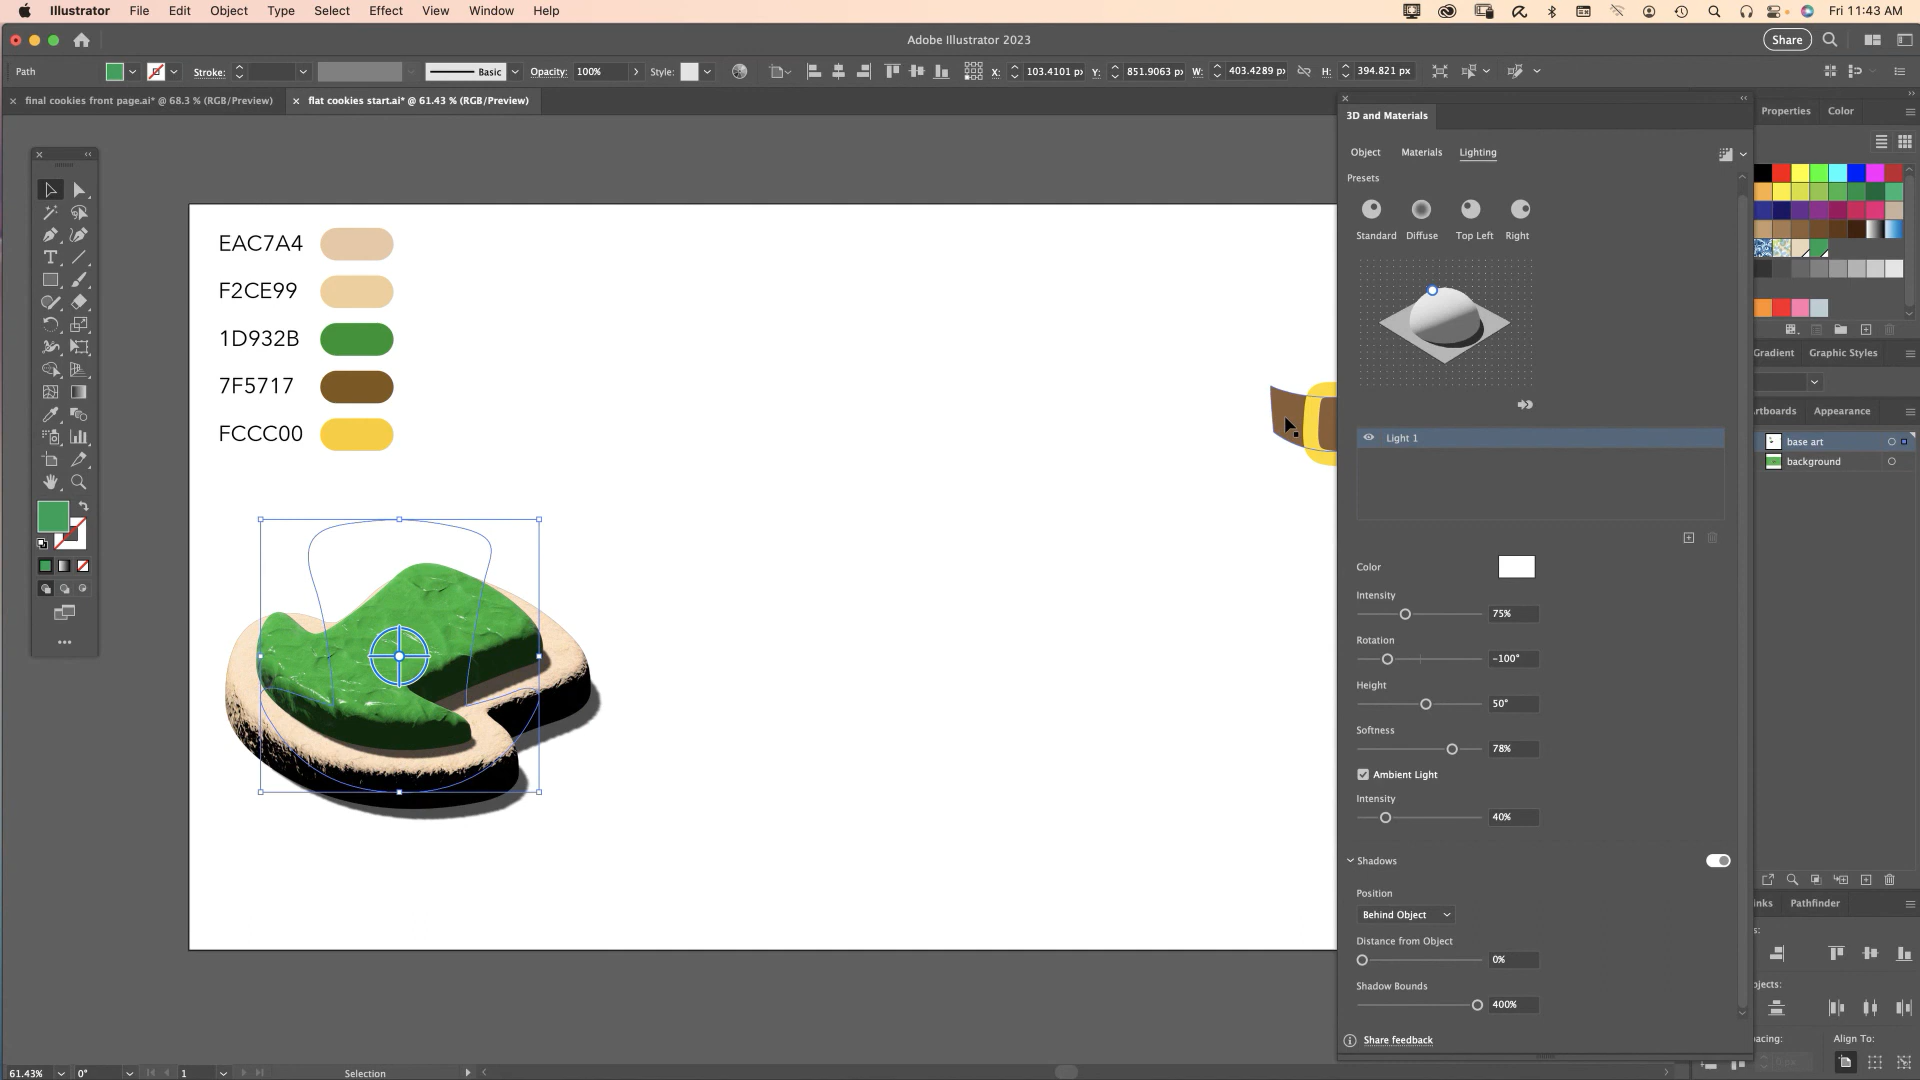 Illustrator File Edit Object Type Select Effect View Window Help Fri 11:43 AM
Adobe Illustrator 2023 Share
Path Stroke: Basic Opacity: 100% Style: X: 103.4101 px Y: 851.9063 px W: 403.4289 px H: 394.821 px
final cookies front page.ai* @ 68.3 % (RGB/Preview) flat cookies start.ai* @ 61.43 % (RGB/Preview)
3D and Materials
Properties Color
Object Materials Lighting
Presets
Standard Diffuse Top Left Right
EAC7A4
F2CE99
1D932B
7F5717
FCCC00
Gradient Graphic Styles
rtboards Appearance
Light 1
base art
background
Color
Intensity
75%
Rotation
-100°
Height
50°
Softness
78%
Ambient Light
Intensity
40%
Shadows
Position
Behind Object
Distance from Object
0%
Shadow Bounds
400%
Share feedback
inks Pathfinder
s:
bjects:
acing: Align To:
61.43% 0° 1 Selection